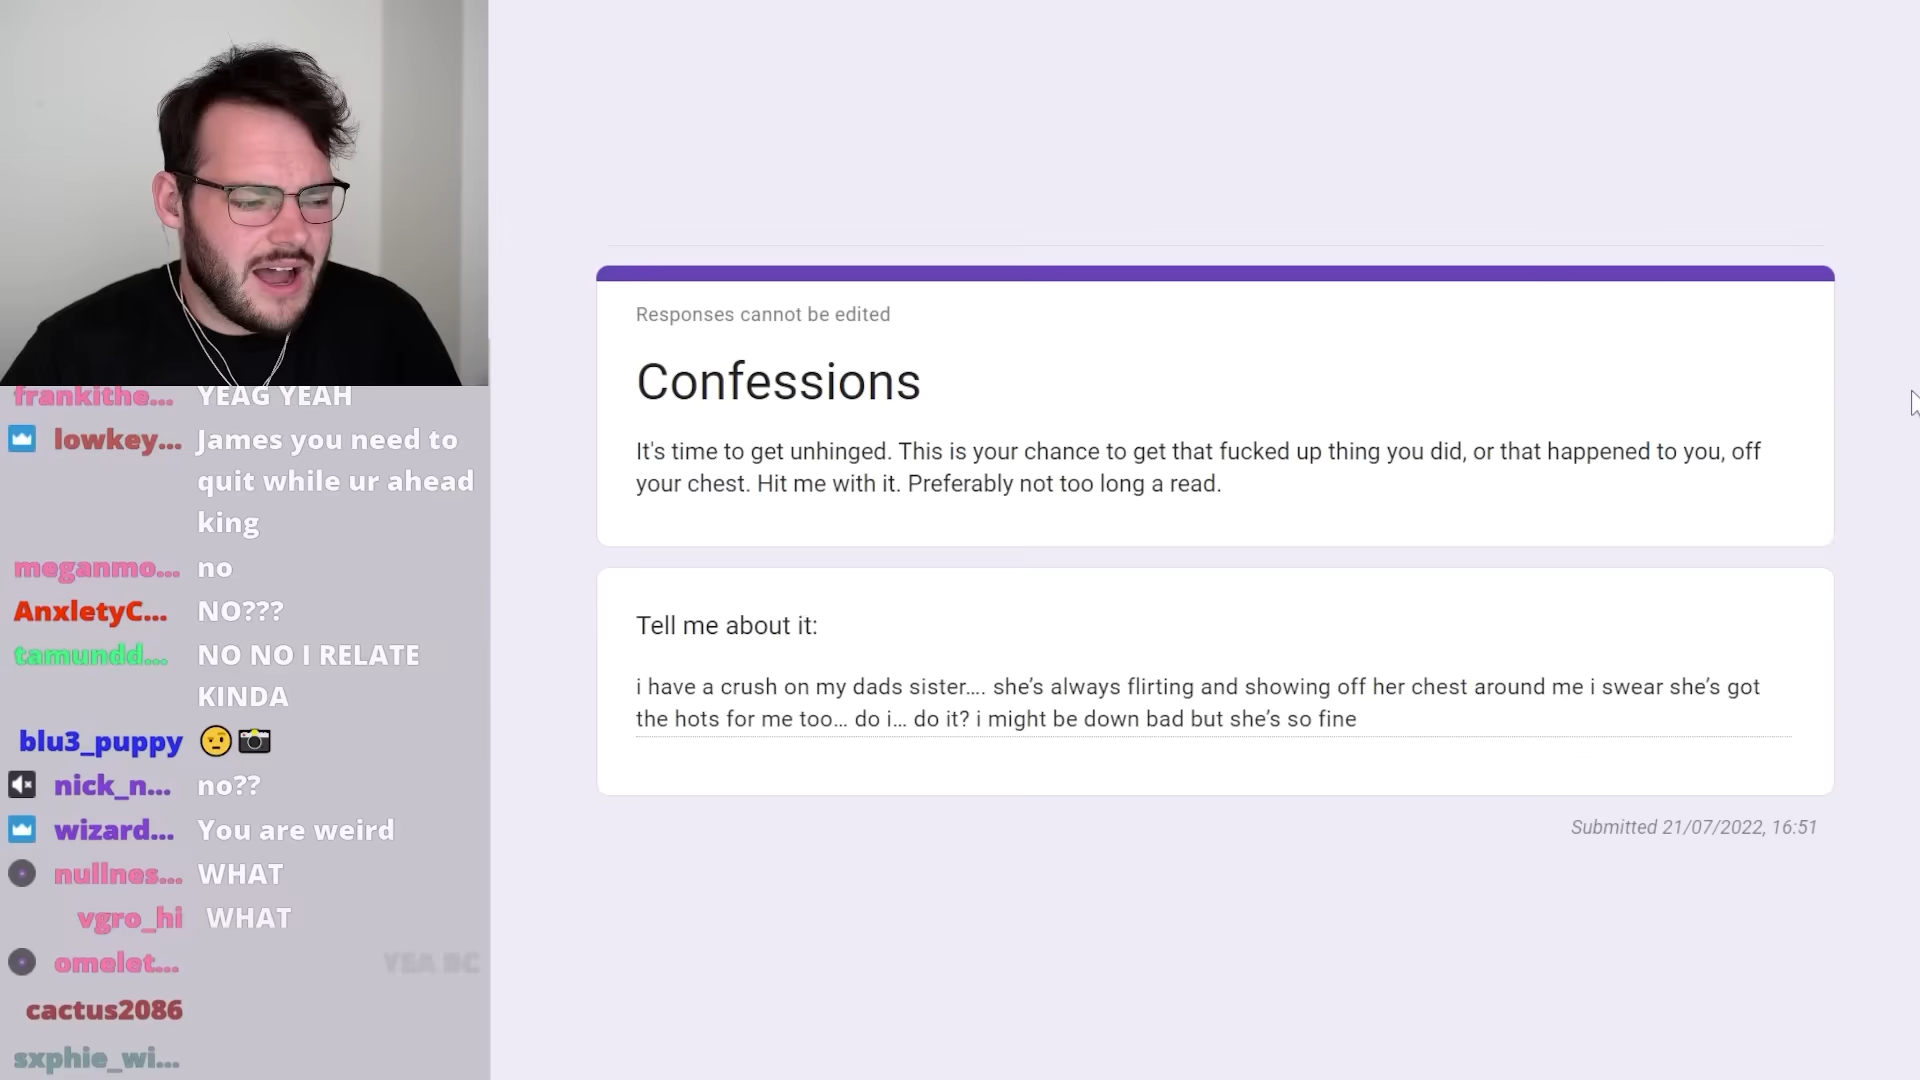 frankithe... YEAG YEAH
lowkey... James you need to
quit while ur ahead
king
meganmo... no
AnxletyC... NO???
tamundd... NO NO I RELATE
KINDA
blu3_puppy
nick_n... no??
wizard... You are weird
nullnes... WHAT
vgro_hi WHAT
omelet... YEA BC
cactus2086
sxphie_wi...
Responses cannot be edited
Confessions
It's time to get unhinged. This is your chance to get that fucked up thing you did, or that happened to you, off
your chest. Hit me with it. Preferably not too long a read.
Tell me about it:
i have a crush on my dads sister.... she’s always flirting and showing off her chest around me i swear she’s got
the hots for me too... do i... do it? i might be down bad but she’s so fine
Submitted 21/07/2022, 16:51